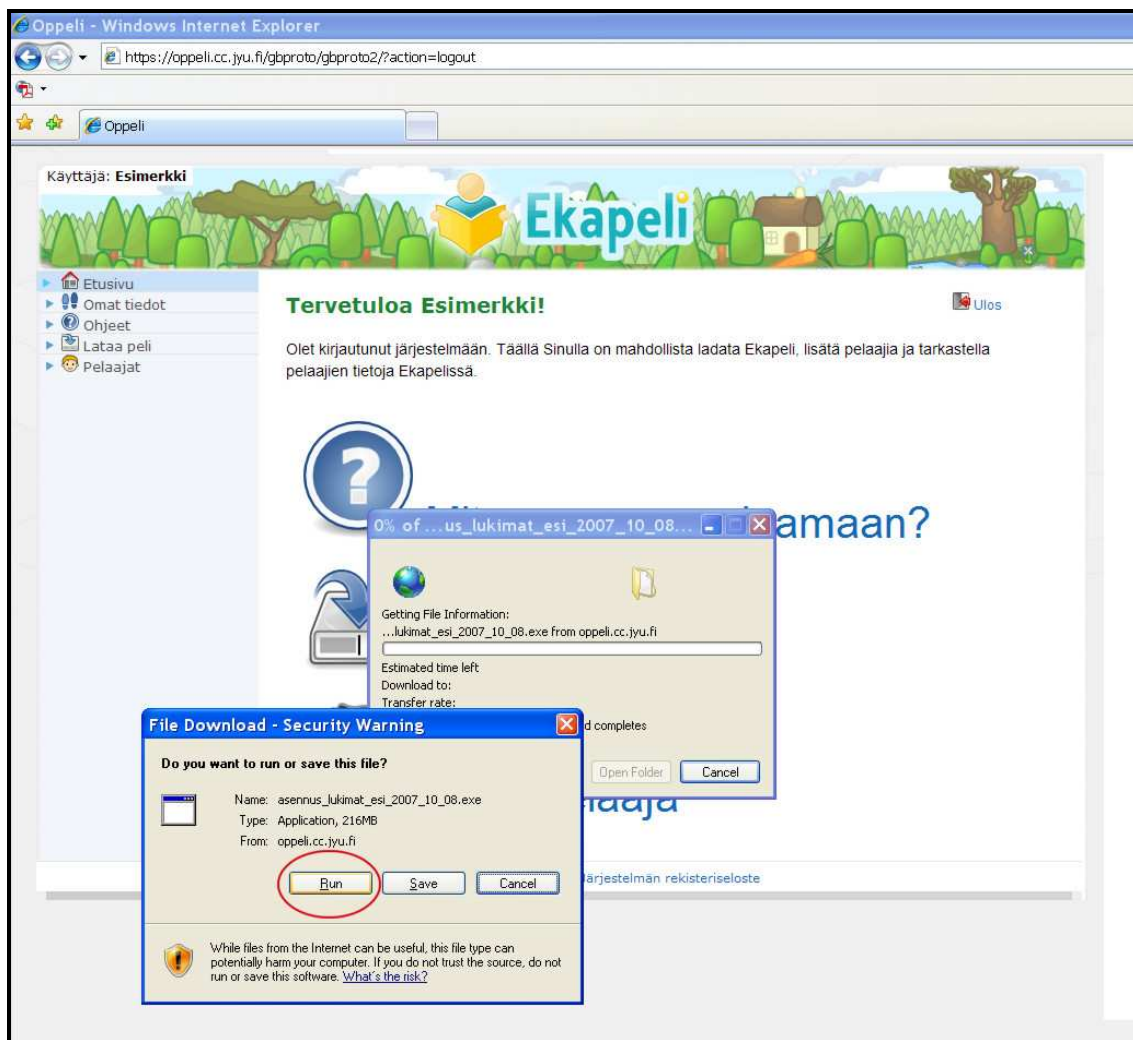 Oppeli - Windows Internet Explorer
https://oppeli.cc.jyu.fi/gbproto/gbproto2/?action=logout
Oppeli
Käyttäjä: Esimerkki
Ekapeli
Etusivu
Omat tiedot
Ohjeet
Lataa peli
Pelaajat
Tervetuloa Esimerkki!
Ulos
Olet kirjautunut järjestelmään. Täällä Sinulla on mahdollista ladata Ekapeli, lisätä pelaajia ja tarkastella
pelaajien tietoja Ekapelissä.
?
amaan?
0% of ...us_lukimat_esi_2007_10_08...
Getting File Information:
...lukimat_esi_2007_10_08.exe from oppeli.cc.jyu.fi
Estimated time left
Download to:
Transfer rate:
d completes
Open Folder
Cancel
File Download - Security Warning
Do you want to run or save this file?
Name: asennus_lukimat_esi_2007_10_08.exe
Type: Application, 216MB
From: oppeli.cc.jyu.fi
Run
Save
Cancel
While files from the Internet can be useful, this file type can
potentially harm your computer. If you do not trust the source, do not
run or save this software. What's the risk?
ärjestelmän rekisteriseloste